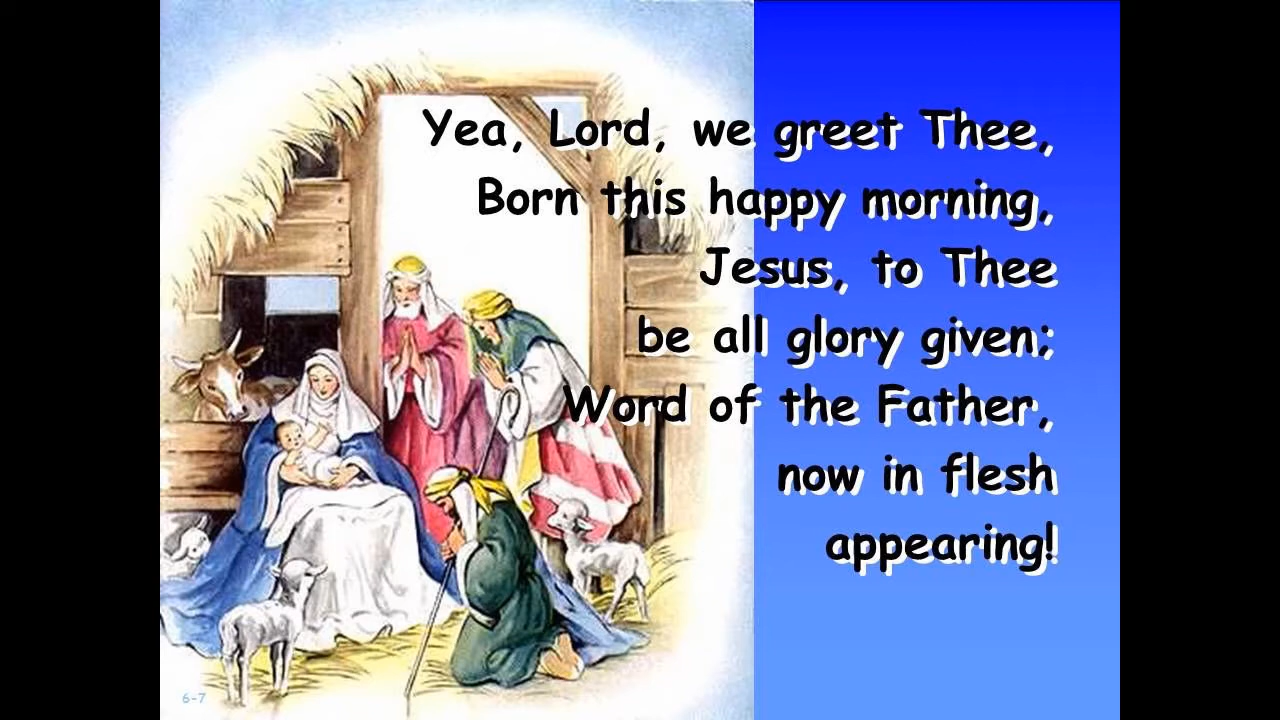 Yea, Lord, we greet Thee,
Born this happy morning,
Jesus, to Thee
be all glory given;
Word of the Father,
now in flesh
appearing!
6-7